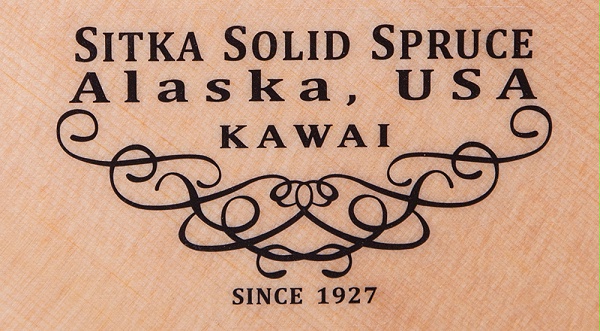 SITKA SOLID SPRUCE
Alaska, USA
KAWAI
SINCE 1927